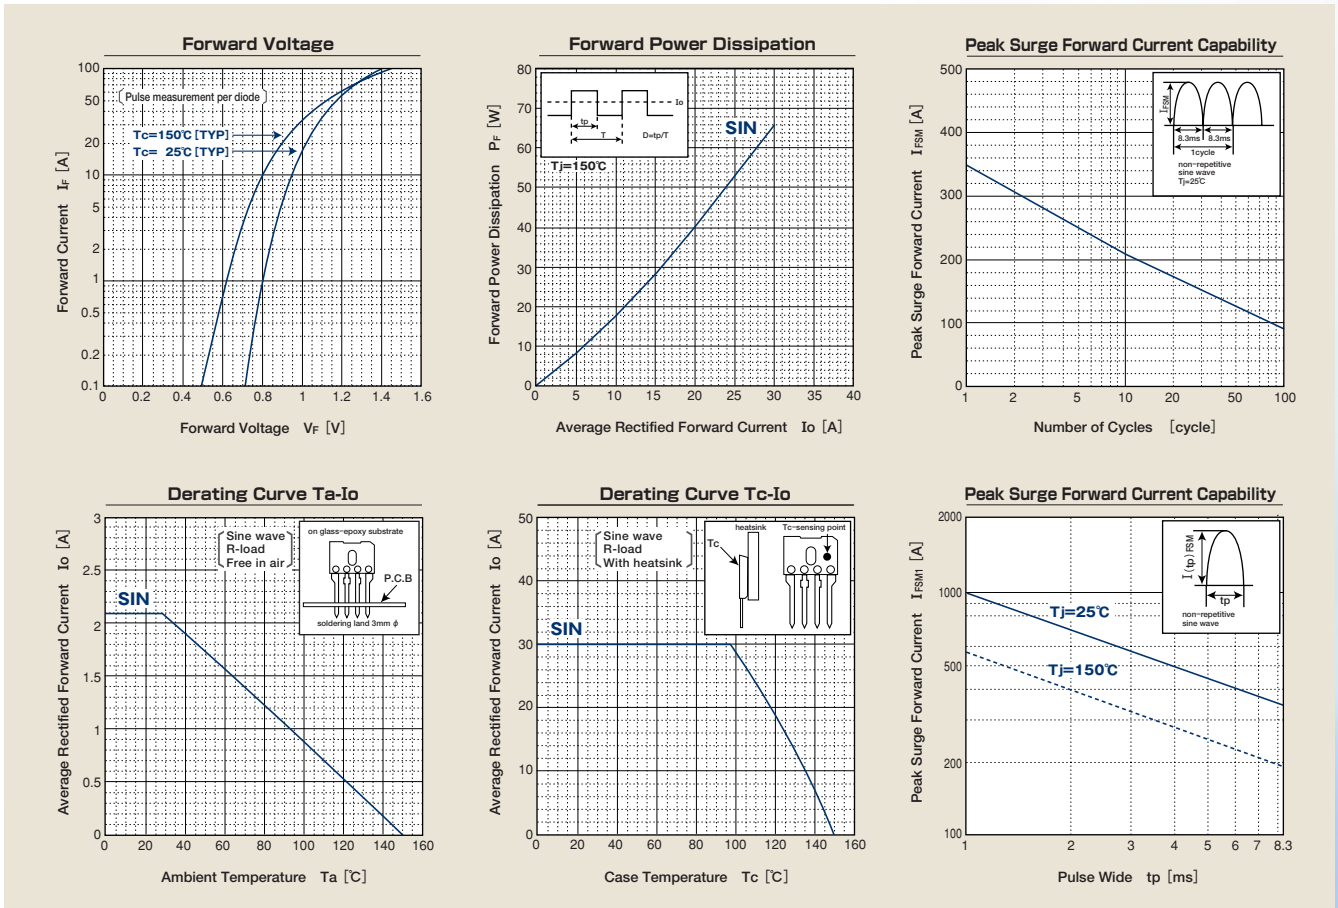 Forward Voltage
100
50
20
10
5
2
1
0.5
0.2
0.1
Forward Current IF [A]
Pulse measurement per diode
Tc=150℃ [TYP]
Tc= 25℃ [TYP]
0 0.2 0.4 0.6 0.8 1 1.2 1.4 1.6
Forward Voltage VF [V]
Forward Power Dissipation
80
70
60
50
40
30
20
10
0
Forward Power Dissipation PF [W]
Io
tp
T
D=tp/T
Tj=150℃
SIN
0 5 10 15 20 25 30 35 40
Average Rectified Forward Current Io [A]
Peak Surge Forward Current Capability
500
400
300
200
100
0
Peak Surge Forward Current IFSM [A]
IFSM
8.3ms 8.3ms
1cycle
non-repetitive
sine wave
Tj=25℃
1 2 5 10 20 50 100
Number of Cycles [cycle]
Derating Curve Ta-Io
3
2.5
2
1.5
1
0.5
0
Average Rectified Forward Current Io [A]
Sine wave
R-load
Free in air
on glass-epoxy substrate
P.C.B
soldering land 3mm φ
SIN
0 20 40 60 80 100 120 140 160
Ambient Temperature Ta [℃]
Derating Curve Tc-Io
50
40
30
20
10
0
Average Rectified Forward Current Io [A]
Sine wave
R-load
With heatsink
heatsink
Tc-sensing point
Tc
SIN
0 20 40 60 80 100 120 140 160
Case Temperature Tc [℃]
Peak Surge Forward Current Capability
2000
1000
500
200
100
Peak Surge Forward Current IFSM1 [A]
I (tp) FSM
tp
non-repetitive
sine wave
Tj=25℃
Tj=150℃
1 2 3 4 5 6 7 8.3
Pulse Wide tp [ms]